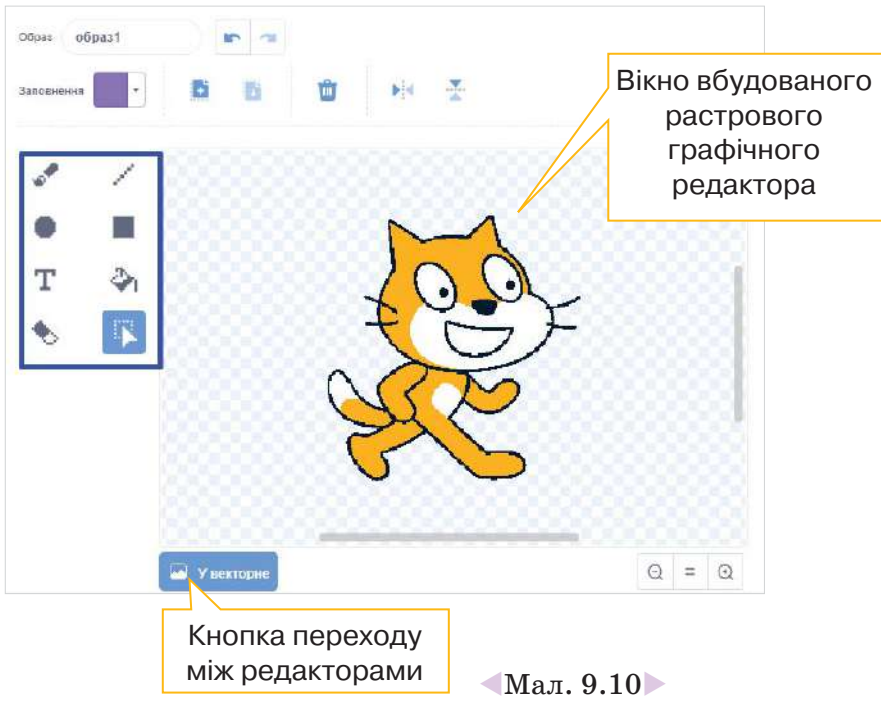 Образ образ1
Заповнення
Вікно вбудованого
растрового
графічного
редактора
T
У векторне
Кнопка переходу
між редакторами
Мал. 9.10